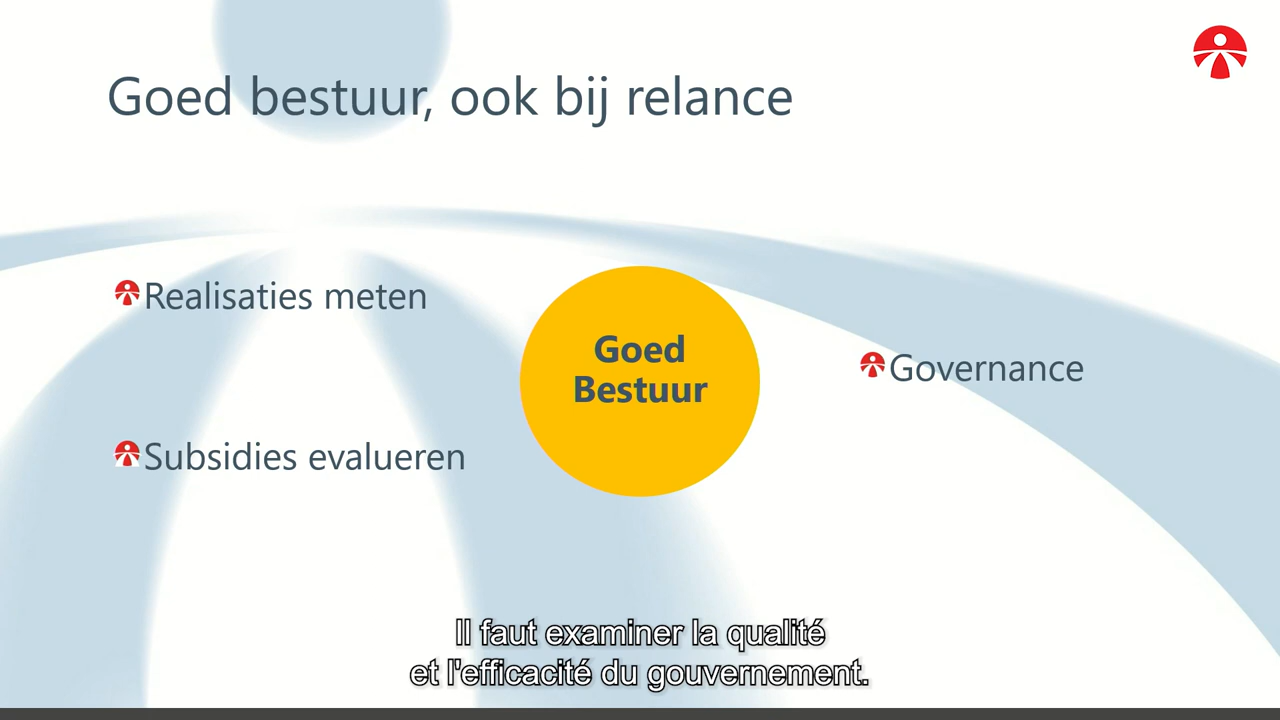 Goed bestuur, ook bij relance
Realisaties meten
Subsidies evalueren
Goed
Bestuur
Governance
Il faut examiner la qualité
et l'efficacité du gouvernement.